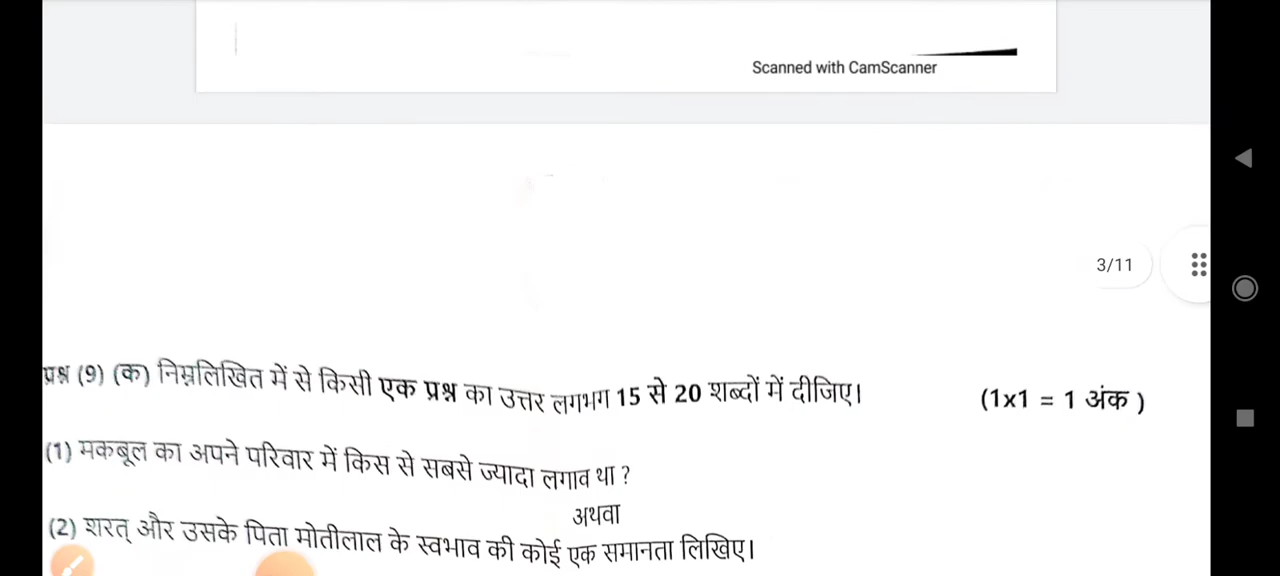 Scanned with CamScanner
3/11
प्रश्न (9) (क) निम्नलिखित में से किसी एक प्रश्न का उत्तर लगभग 15 से 20 शब्दों में दीजिए। (1x1 = 1 अंक )
(1) मकबूल का अपने परिवार में किस से सबसे ज्यादा लगाव था ?
अथवा
(2) शरत् और उसके पिता मोतीलाल के स्वभाव की कोई एक समानता लिखिए।